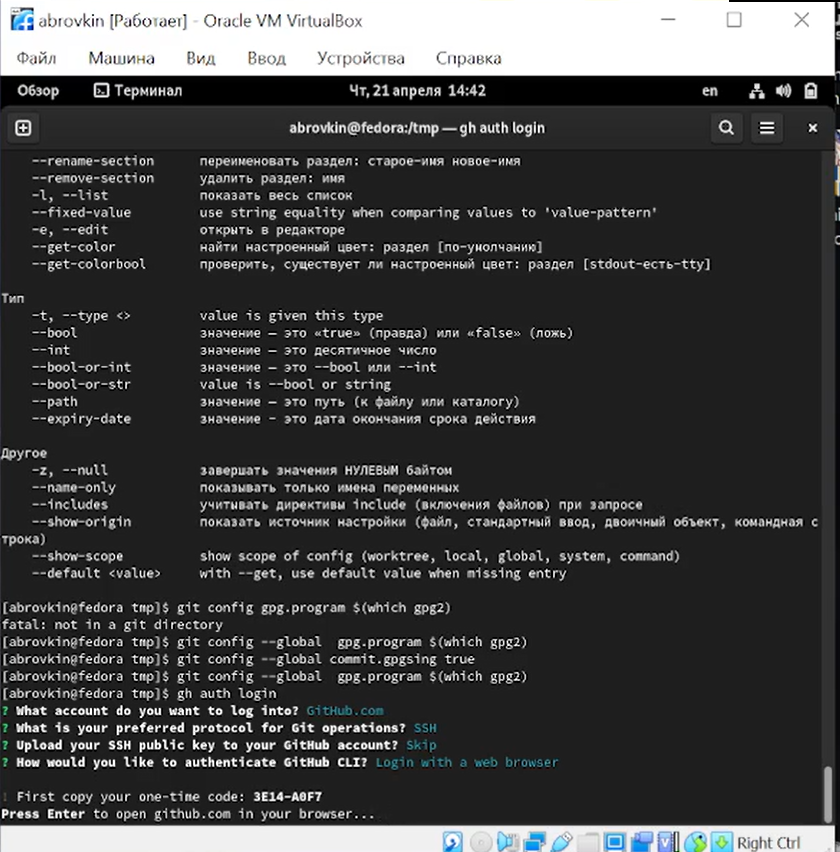 abrovkin [Работает] - Oracle VM VirtualBox
Файл Машина Вид Ввод Устройства Справка
Обзор Терминал Чт, 21 апреля 14:42 en
abrovkin@fedora:/tmp — gh auth login
--rename-section переименовать раздел: старое-имя новое-имя
--remove-section удалить раздел: имя
-l, --list показать весь список
--fixed-value use string equality when comparing values to 'value-pattern'
-e, --edit открыть в редакторе
--get-color найти настроенный цвет: раздел [по-умолчанию]
--get-colorbool проверить, существует ли настроенный цвет: раздел [stdout-есть-tty]
Тип
-t, --type <> value is given this type
--bool значение — это «true» (правда) или «false» (ложь)
--int значение — это десятичное число
--bool-or-int значение — это --bool или --int
--bool-or-str value is --bool or string
--path значение — это путь (к файлу или каталогу)
--expiry-date значение - это дата окончания срока действия
Другое
-z, --null завершать значения НУЛЕВЫМ байтом
--name-only показывать только имена переменных
--includes учитывать директивы include (включения файлов) при запросе
--show-origin показать источник настройки (файл, стандартный ввод, двоичный объект, командная с
трока)
--show-scope show scope of config (worktree, local, global, system, command)
--default <value> with --get, use default value when missing entry
[abrovkin@fedora tmp]$ git config gpg.program $(which gpg2)
fatal: not in a git directory
[abrovkin@fedora tmp]$ git config --global  gpg.program $(which gpg2)
[abrovkin@fedora tmp]$ git config --global commit.gpgsing true
[abrovkin@fedora tmp]$ git config --global  gpg.program $(which gpg2)
[abrovkin@fedora tmp]$ gh auth login
? What account do you want to log into? GitHub.com
? What is your preferred protocol for Git operations? SSH
? Upload your SSH public key to your GitHub account? Skip
? How would you like to authenticate GitHub CLI? Login with a web browser
! First copy your one-time code: 3E14-A0F7
Press Enter to open github.com in your browser...
Right Ctrl